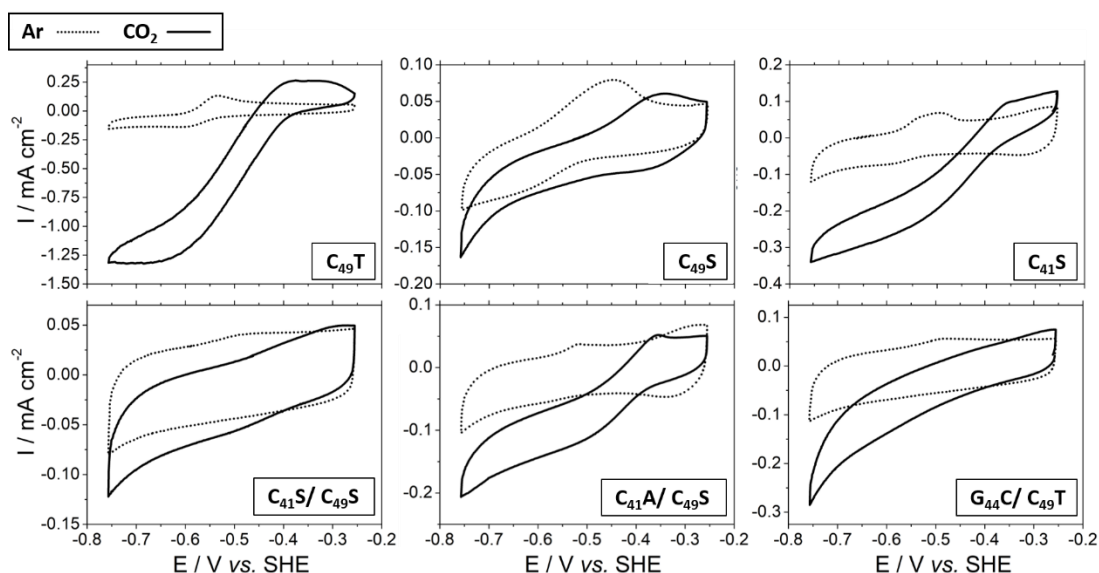 Ar CO₂
I / mA cm⁻²
0.25
0.00
-0.25
-0.50
-0.75
-1.00
-1.25
-1.50
C₄₉T
0.10
0.05
0.00
-0.05
-0.10
-0.15
-0.20
C₄₉S
0.2
0.1
0.0
-0.1
-0.2
-0.3
-0.4
C₄₁S
I / mA cm⁻²
0.05
0.00
-0.05
-0.10
-0.15
C₄₁S/ C₄₉S
-0.8 -0.7 -0.6 -0.5 -0.4 -0.3 -0.2
E / V vs. SHE
0.1
0.0
-0.1
-0.2
C₄₁A/ C₄₉S
-0.8 -0.7 -0.6 -0.5 -0.4 -0.3 -0.2
E / V vs. SHE
0.1
0.0
-0.1
-0.2
-0.3
G₄₄C/ C₄₉T
-0.8 -0.7 -0.6 -0.5 -0.4 -0.3 -0.2
E / V vs. SHE